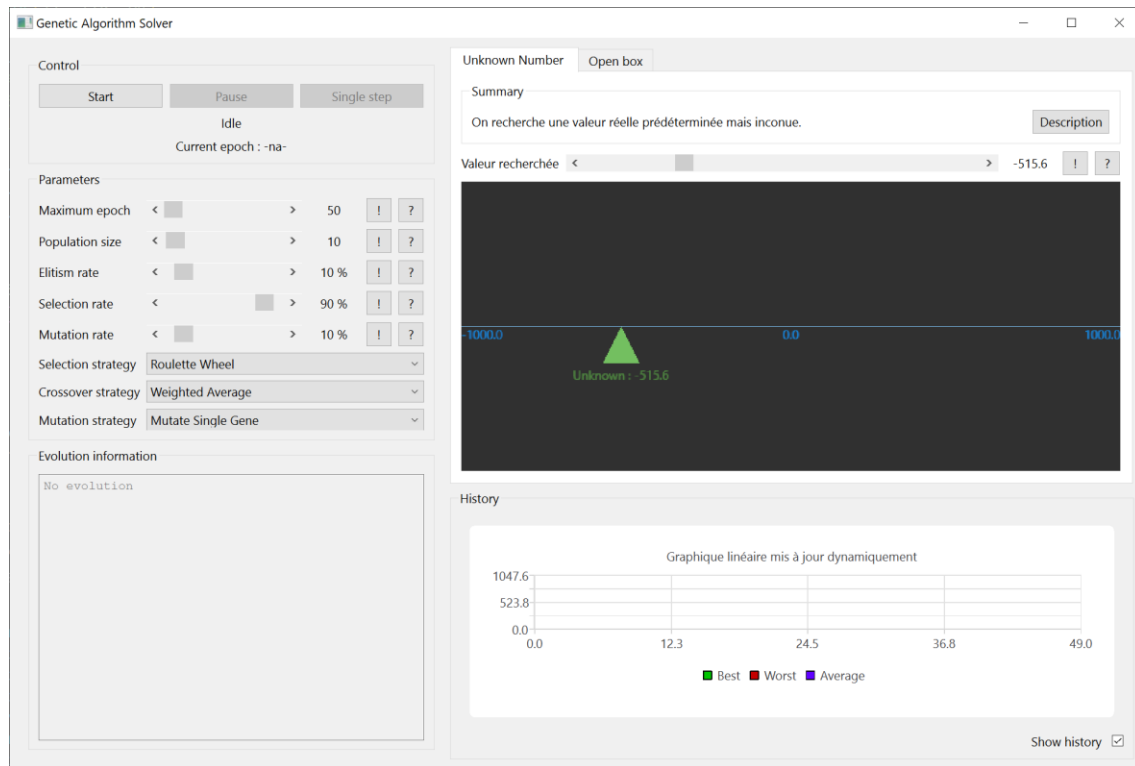 Genetic Algorithm Solver
Control
Start Pause Single step
Idle
Current epoch : -na-
Parameters
Maximum epoch < > 50 ! ?
Population size < > 10 ! ?
Elitism rate < > 10 % ! ?
Selection rate < > 90 % ! ?
Mutation rate < > 10 % ! ?
Selection strategy Roulette Wheel
Crossover strategy Weighted Average
Mutation strategy Mutate Single Gene
Evolution information
No evolution
Unknown Number Open box
Summary
On recherche une valeur réelle prédéterminée mais inconue. Description
Valeur recherchée < > -515.6 ! ?
-1000.0 0.0 1000.0
Unknown : -515.6
History
Graphique linéaire mis à jour dynamiquement
1047.6
523.8
0.0
0.0 12.3 24.5 36.8 49.0
Best Worst Average
Show history